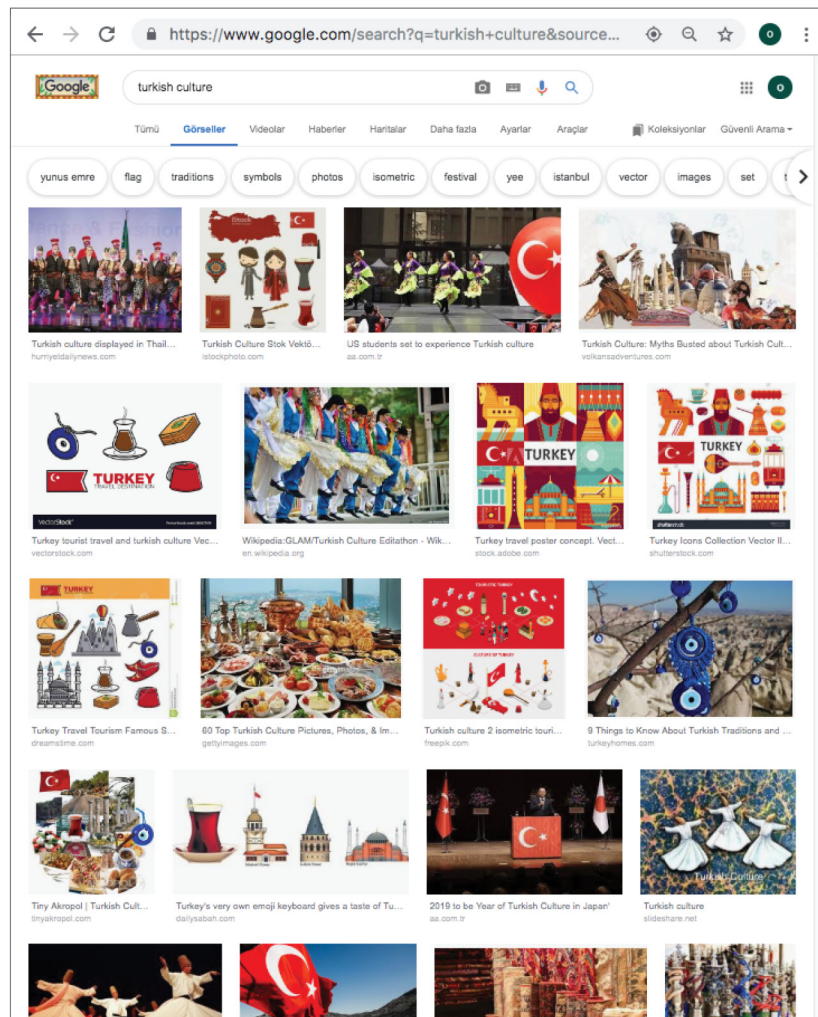 https://www.google.com/search?q=turkish+culture&source...
o
Google
turkish culture
o
Tümü Görseller Videolar Haberler Haritalar Daha fazla Ayarlar Araçlar Koleksiyonlar Güvenli Arama
yunus emre flag traditions symbols photos isometric festival yee istanbul vector images set t
iStock
Turkish culture displayed in Thail...
hurriyetdailynews.com
Turkish Culture Stok Vektö...
istockphoto.com
US students set to experience Turkish culture
aa.com.tr
Turkish Culture: Myths Busted about Turkish Cult...
volkansadventures.com
TURKEY
TRAVEL DESTINATION
VectorStock
TURKEY
TURKEY
shutterstock
Turkey tourist travel and turkish culture Vec...
vectorstock.com
Wikipedia:GLAM/Turkish Culture Editathon - Wik...
en.wikipedia.org
Turkey travel poster concept. Vect...
stock.adobe.com
Turkey Icons Collection Vector Il...
shutterstock.com
TURKEY
TOURISTIC TURKEY
CULTURE OF TURKEY
Turkey Travel Tourism Famous S...
dreamstime.com
60 Top Turkish Culture Pictures, Photos, & Im...
gettyimages.com
Turkish culture 2 isometric touri...
freepik.com
9 Things to Know About Turkish Traditions and ...
turkeyhomes.com
Turkish Culture
Tiny Akropol | Turkish Cult...
tinyakropol.com
Turkey's very own emoji keyboard gives a taste of Tu...
dailysabah.com
2019 to be Year of Turkish Culture in Japan'
aa.com.tr
Turkish culture
slideshare.net